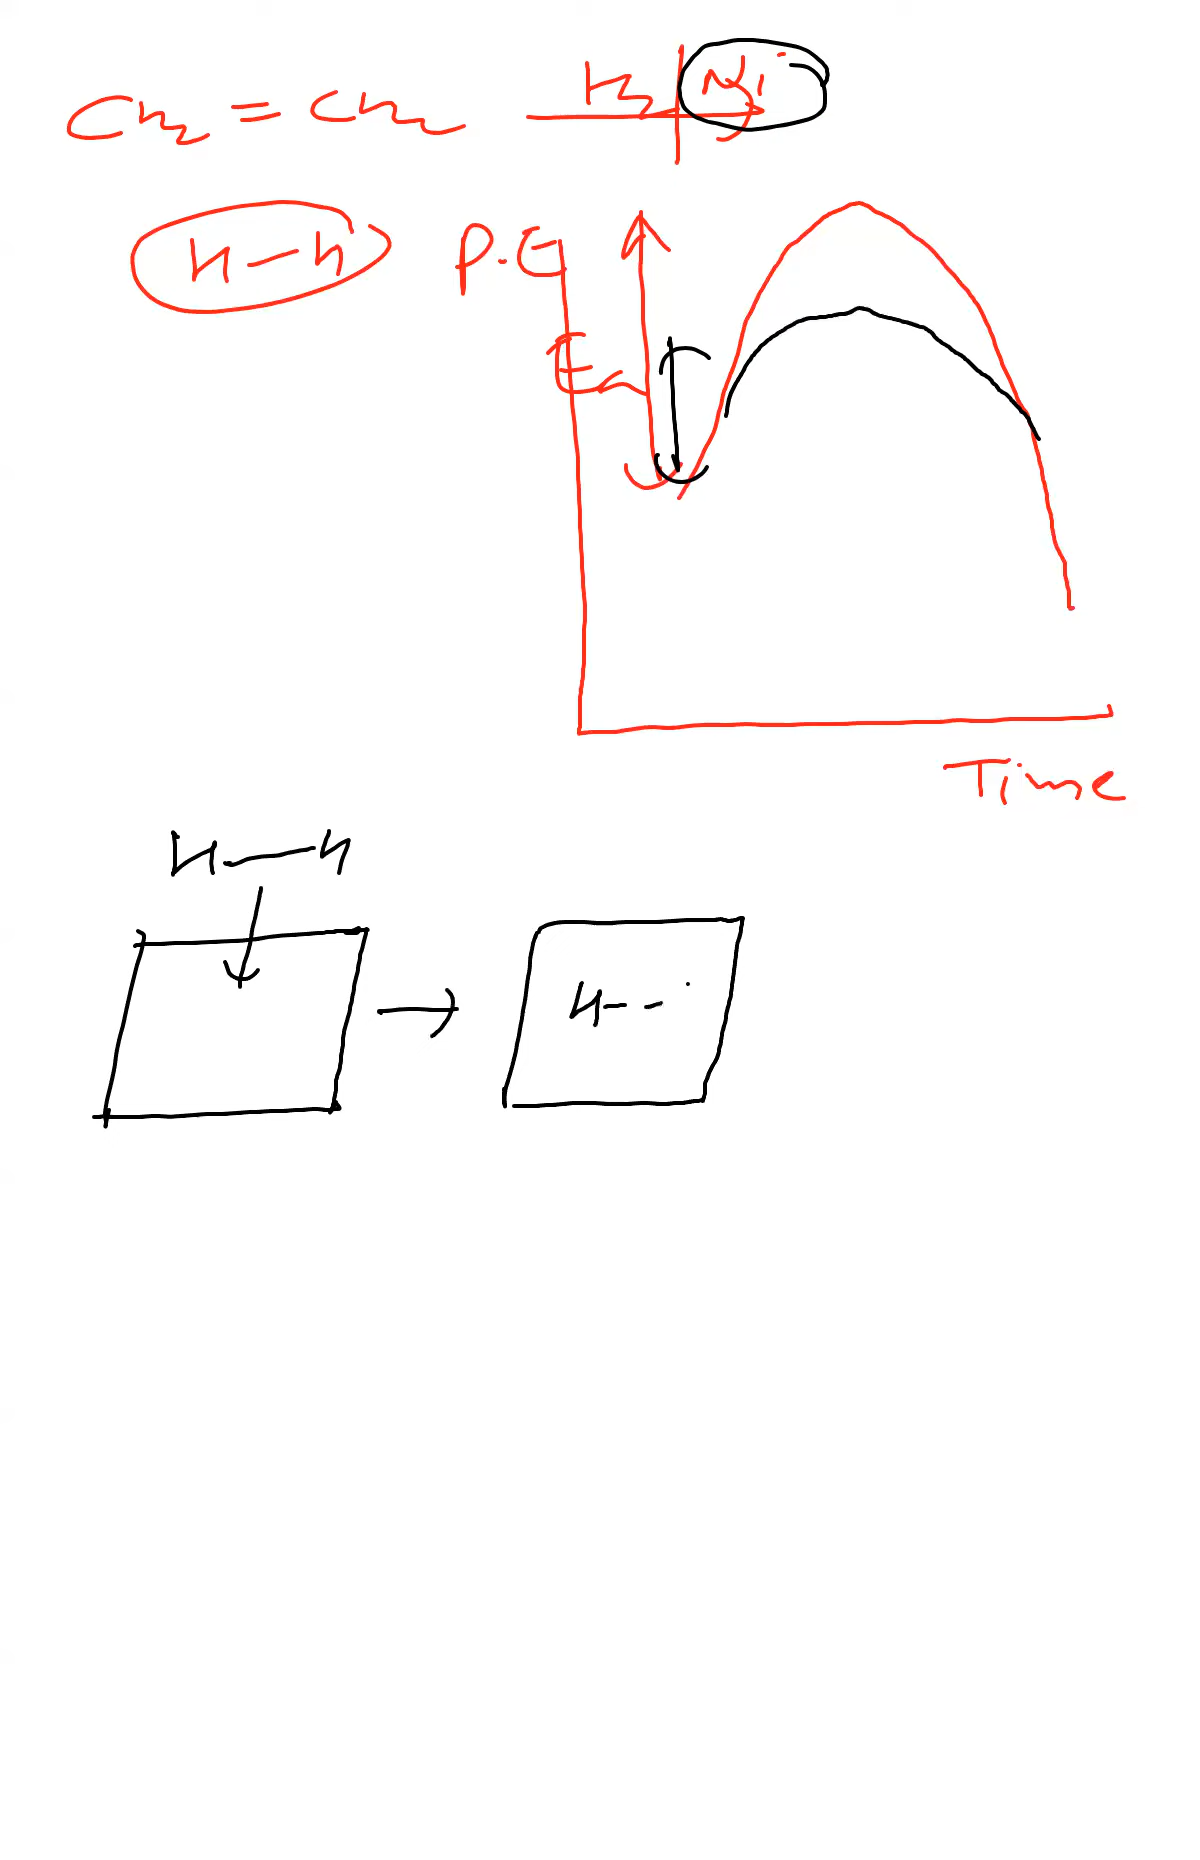 CH2 = CH2 H2 | Ni
H-H P.E
Ea
Time
H-H
H--